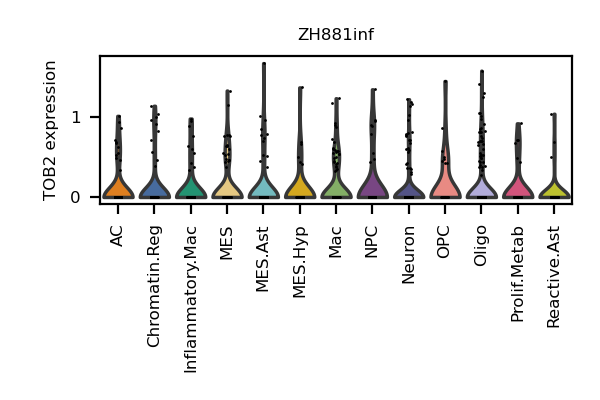 ZH881inf
TOB2 expression
1
0
AC
Chromatin.Reg
Inflammatory.Mac
MES
MES.Ast
MES.Hyp
Mac
NPC
Neuron
OPC
Oligo
Prolif.Metab
Reactive.Ast